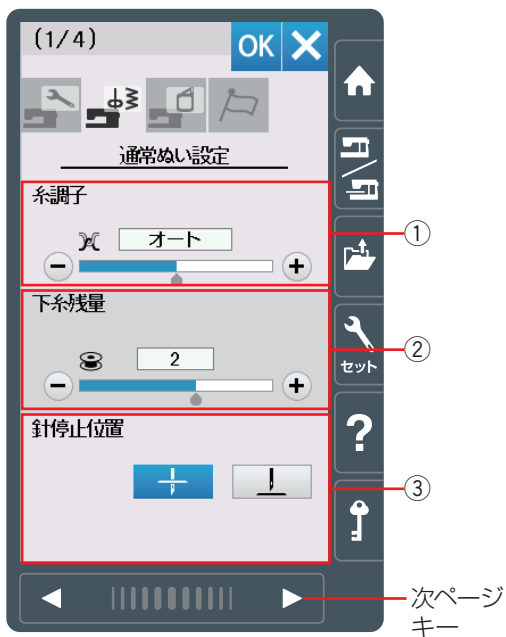 (1/4)
OK
通常ぬい設定
糸調子
オート
①
下糸残量
2
②
セット
針停止位置
?
③
次ページ
キー